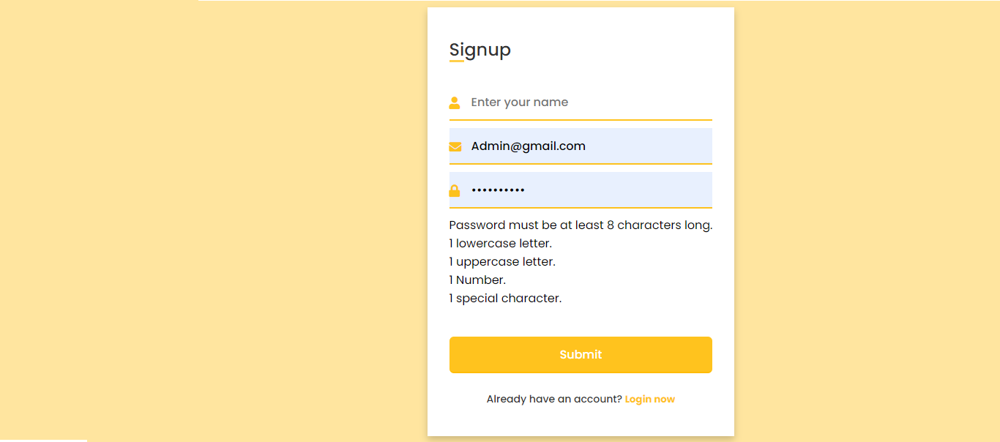 Signup
Enter your name
Admin@gmail.com
••••••••••
Password must be at least 8 characters long.
1 lowercase letter.
1 uppercase letter.
1 Number.
1 special character.
Submit
Already have an account? Login now